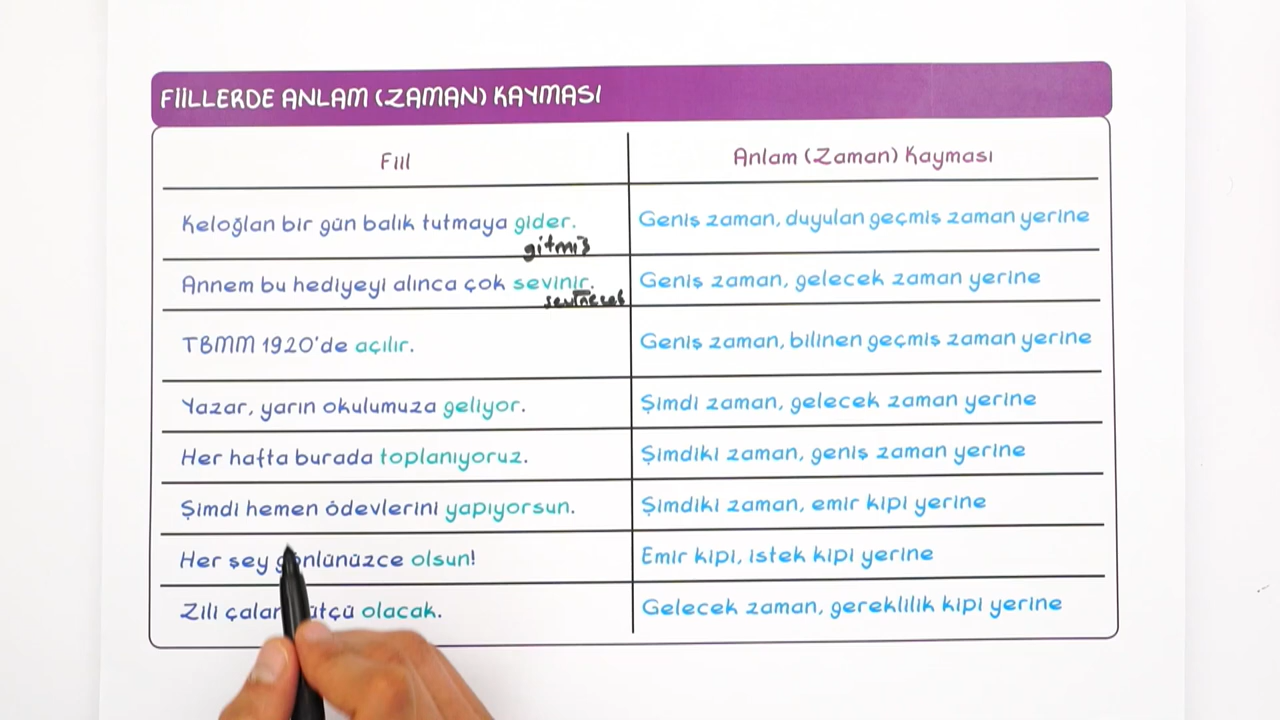 FİİLLERDE ANLAM (ZAMAN) KAYMASI
Fiil
Anlam (Zaman) Kayması
Keloğlan bir gün balık tutmaya gider.
gitmiş
Geniş zaman, duyulan geçmiş zaman yerine
Annem bu hediyeyi alınca çok sevinir.
sevinecek
Geniş zaman, gelecek zaman yerine
TBMM 1920'de açılır.
Geniş zaman, bilinen geçmiş zaman yerine
Yazar, yarın okulumuza geliyor.
Şimdi zaman, gelecek zaman yerine
Her hafta burada toplanıyoruz.
Şimdiki zaman, geniş zaman yerine
Şimdi hemen ödevlerini yapıyorsun.
Şimdiki zaman, emir kipi yerine
Her şey gönlünüzce olsun!
Emir kipi, istek kipi yerine
Zili çalan olacak.
Gelecek zaman, gereklilik kipi yerine